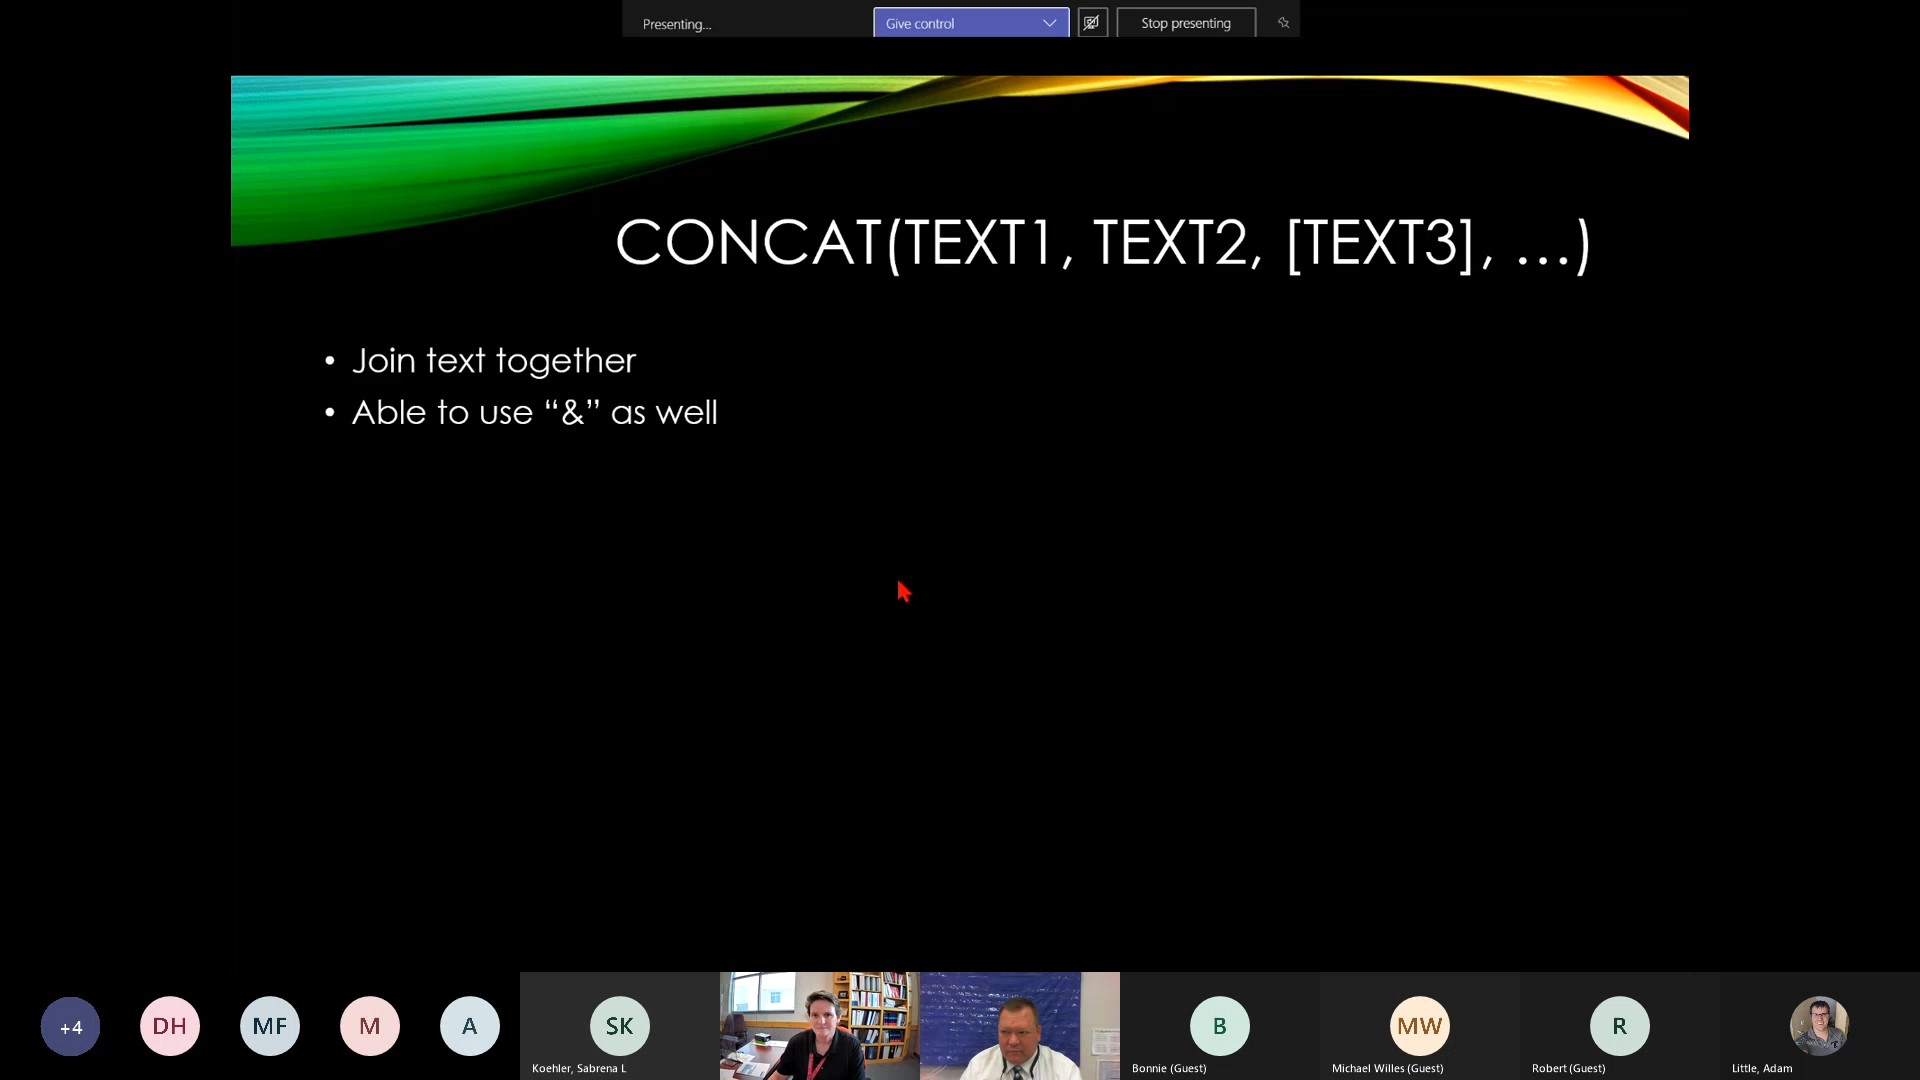 Presenting...
Give control
Stop presenting
CONCAT(TEXT1, TEXT2, [TEXT3], ...)
• Join text together
• Able to use “&” as well
+4
DH
MF
M
A
SK
B
MW
R
Koehler, Sabrena L
Bonnie (Guest)
Michael Willes (Guest)
Robert (Guest)
Little, Adam